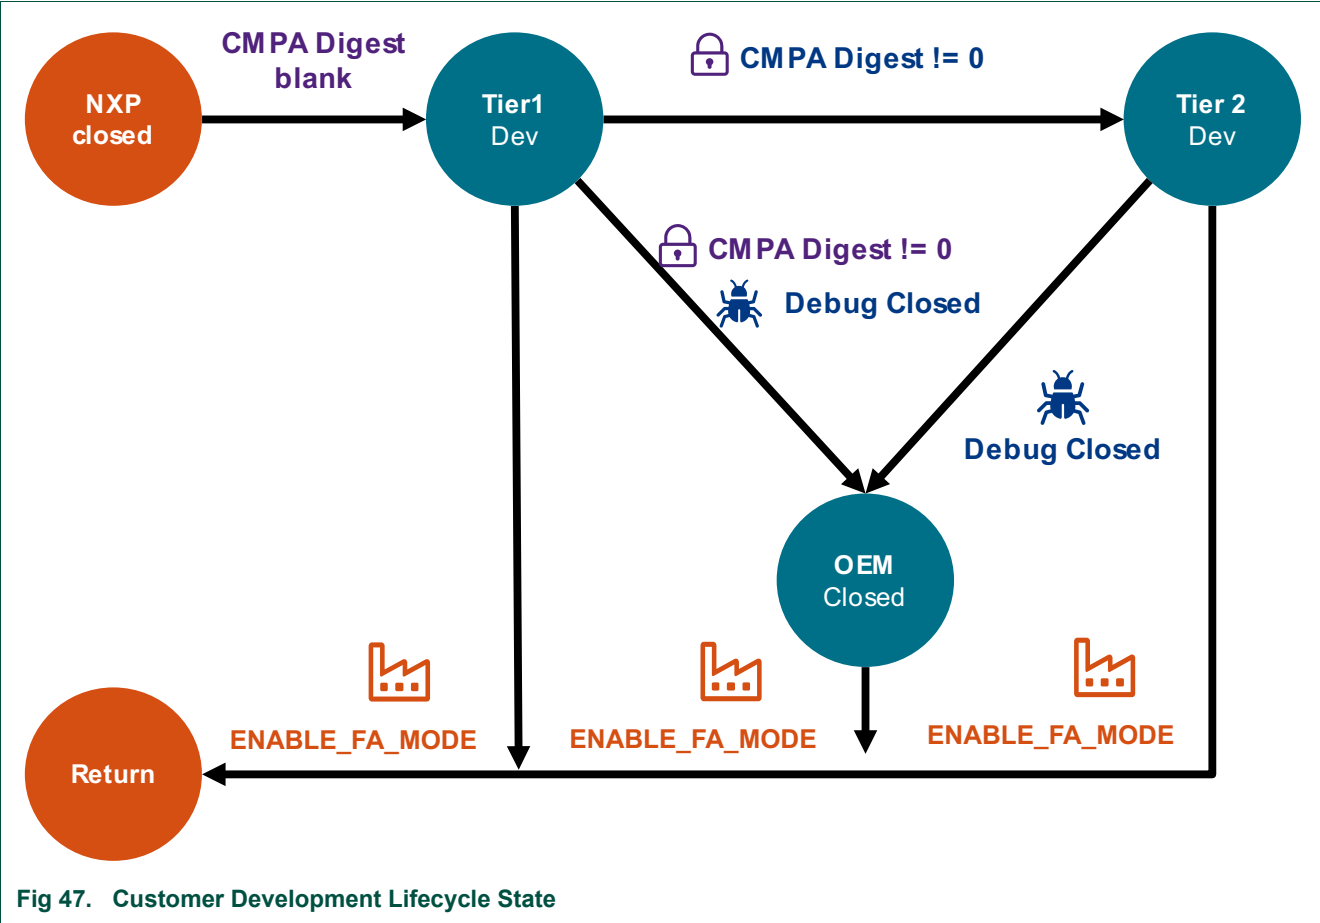 CMPA Digest
blank
CMPA Digest != 0
NXP
closed
Tier1
Dev
Tier 2
Dev
CMPA Digest != 0
Debug Closed
Debug Closed
OEM
Closed
ENABLE_FA_MODE
ENABLE_FA_MODE
ENABLE_FA_MODE
Return
Fig 47. Customer Development Lifecycle State